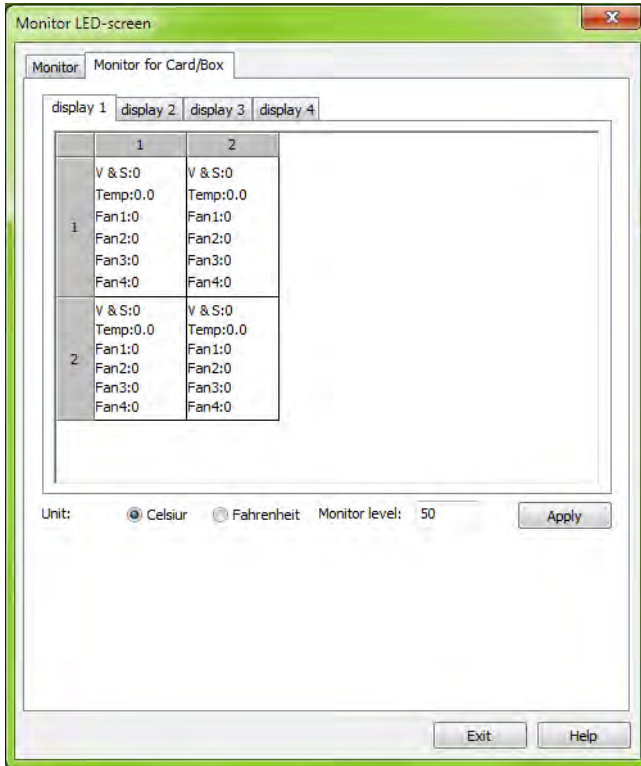 Monitor LED-screen
Monitor Monitor for Card/Box
display 1 display 2 display 3 display 4
1 2
V & S:0 V & S:0
Temp:0.0 Temp:0.0
1 Fan1:0 Fan1:0
Fan2:0 Fan2:0
Fan3:0 Fan3:0
Fan4:0 Fan4:0
V & S:0 V & S:0
Temp:0.0 Temp:0.0
2 Fan1:0 Fan1:0
Fan2:0 Fan2:0
Fan3:0 Fan3:0
Fan4:0 Fan4:0
Unit: Celsiur Fahrenheit Monitor level: 50 Apply
Exit Help